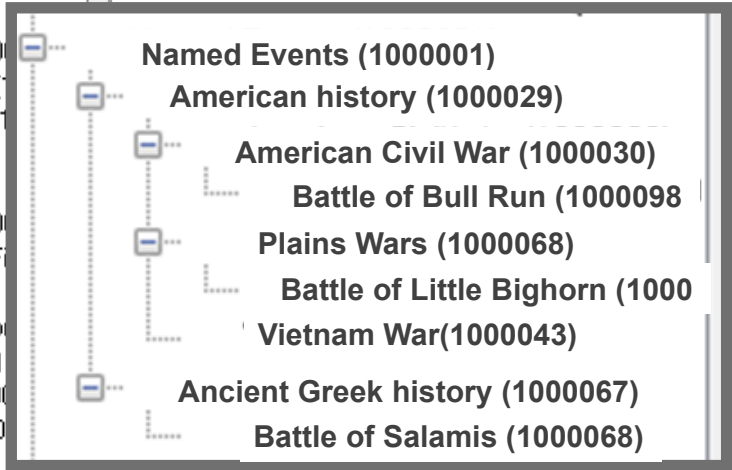 Named Events (1000001)
American history (1000029)
American Civil War (1000030)
Battle of Bull Run (1000098
Plains Wars (1000068)
Battle of Little Bighorn (1000
Vietnam War(1000043)
Ancient Greek history (1000067)
Battle of Salamis (1000068)